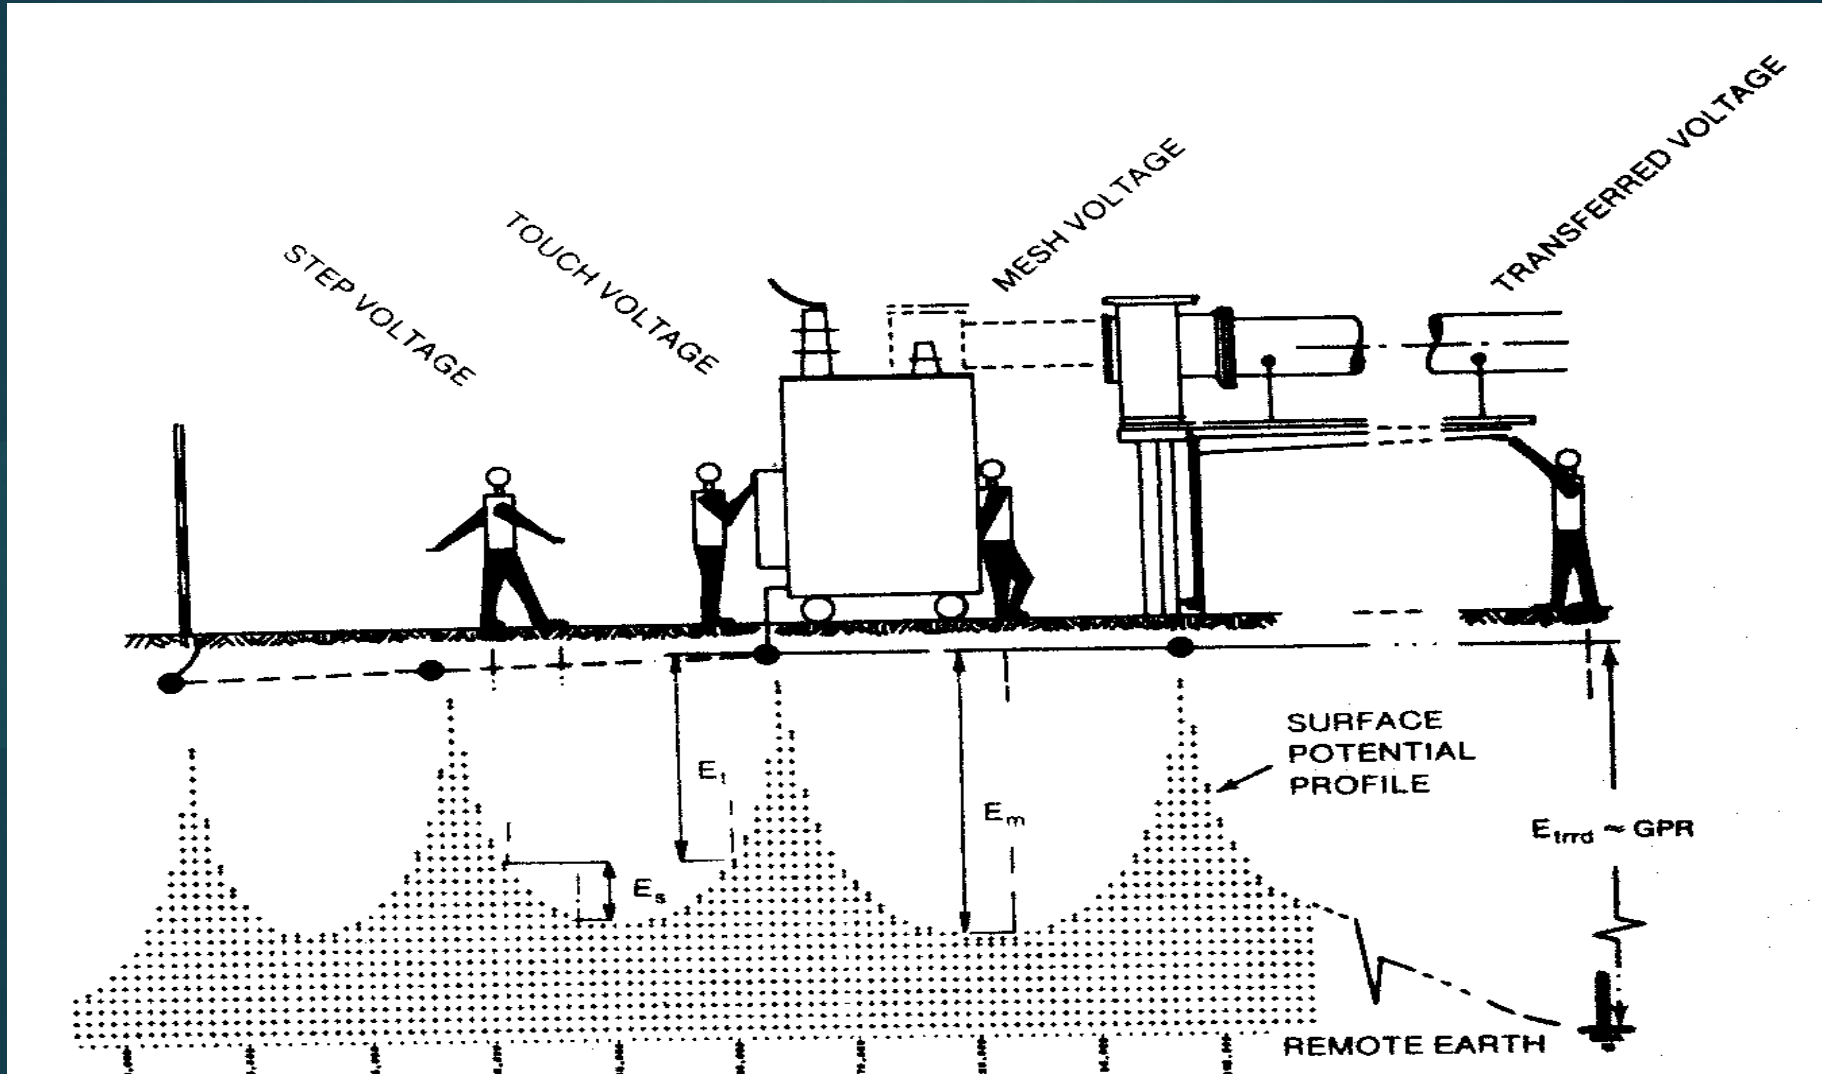 STEP VOLTAGE
TOUCH VOLTAGE
MESH VOLTAGE
TRANSFERRED VOLTAGE
SURFACE
POTENTIAL
PROFILE
Et
Em
Es
Etrrd ≈ GPR
REMOTE EARTH